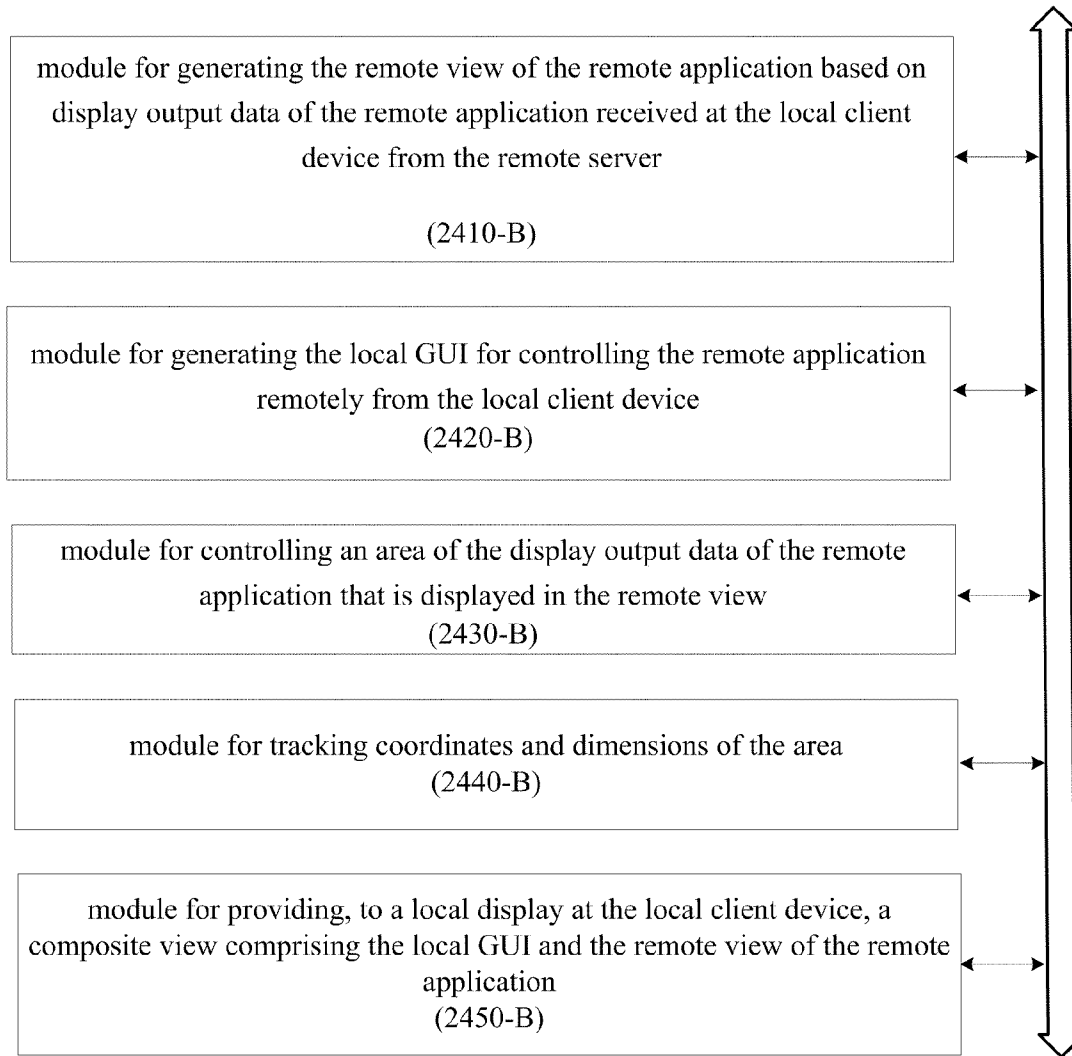 module for generating the remote view of the remote application based on
display output data of the remote application received at the local client
device from the remote server
(2410-B)
module for generating the local GUI for controlling the remote application
remotely from the local client device
(2420-B)
module for controlling an area of the display output data of the remote
application that is displayed in the remote view
(2430-B)
module for tracking coordinates and dimensions of the area
(2440-B)
module for providing, to a local display at the local client device, a
composite view comprising the local GUI and the remote view of the remote
application
(2450-B)